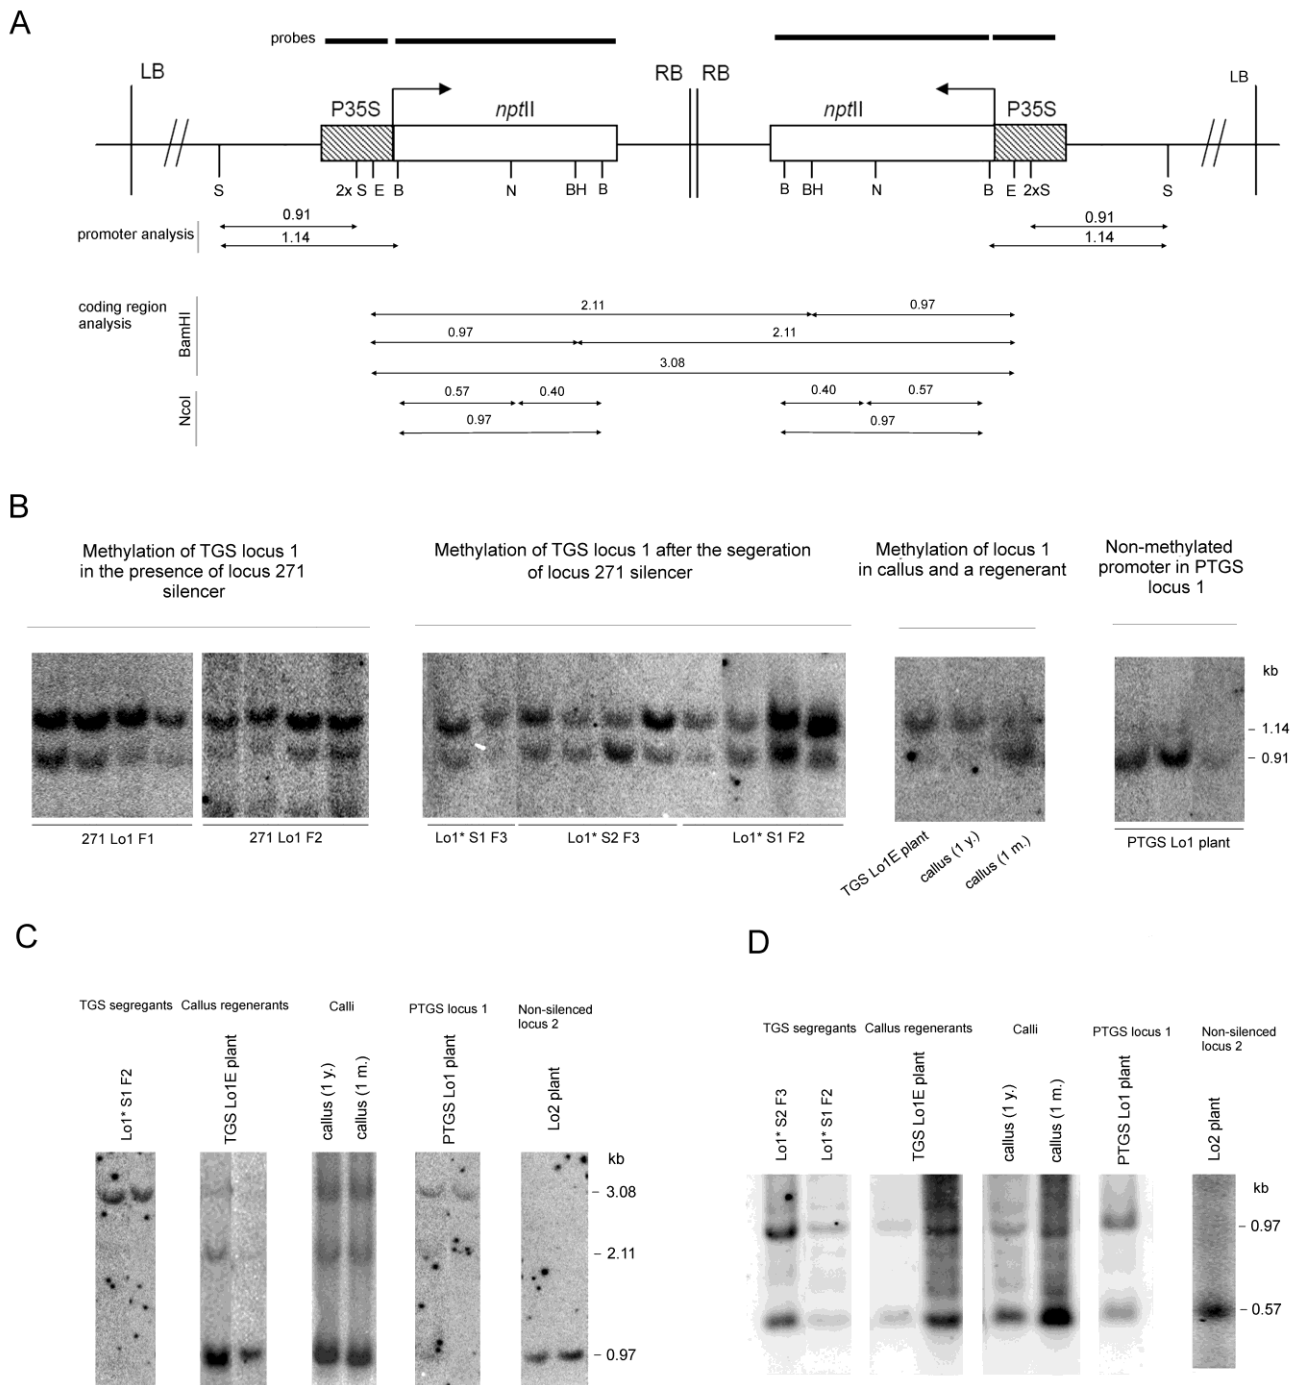 A
probes
LB
RB
RB
LB
P35S
nptII
nptII
P35S
S
2x S
E
B
N
BH
B
B
BH
N
B
E
2xS
S
promoter analysis
0.91
1.14
0.91
1.14
coding region
analysis
BamHI
2.11
0.97
0.97
2.11
3.08
NcoI
0.57
0.40
0.40
0.57
0.97
0.97
B
Methylation of TGS locus 1
in the presence of locus 271
silencer
Methylation of TGS locus 1 after the segeration
of locus 271 silencer
Methylation of locus 1
in callus and a regenerant
Non-methylated
promoter in PTGS
locus 1
kb
1.14
0.91
271 Lo1 F1
271 Lo1 F2
Lo1* S1 F3
Lo1* S2 F3
Lo1* S1 F2
TGS Lo1E plant
callus (1 y.)
callus (1 m.)
PTGS Lo1 plant
C
TGS segregants
Callus regenerants
Calli
PTGS locus 1
Non-silenced
locus 2
Lo1* S1 F2
TGS Lo1E plant
callus (1 y.)
callus (1 m.)
PTGS Lo1 plant
Lo2 plant
kb
3.08
2.11
0.97
D
TGS segregants
Callus regenerants
Calli
PTGS locus 1
Non-silenced
locus 2
Lo1* S2 F3
Lo1* S1 F2
TGS Lo1E plant
callus (1 y.)
callus (1 m.)
PTGS Lo1 plant
Lo2 plant
kb
0.97
0.57